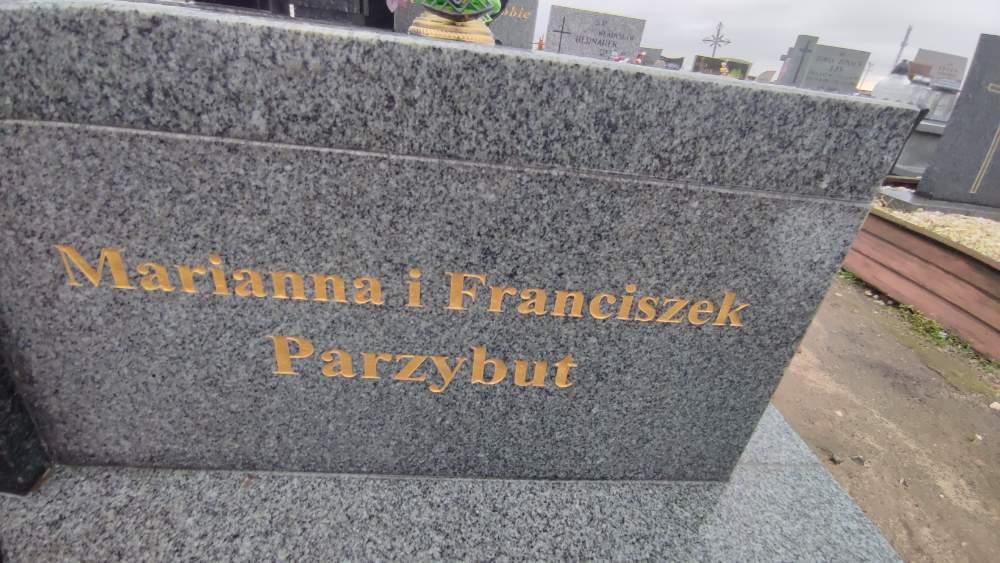 Marianna i Franciszek
Parzybut